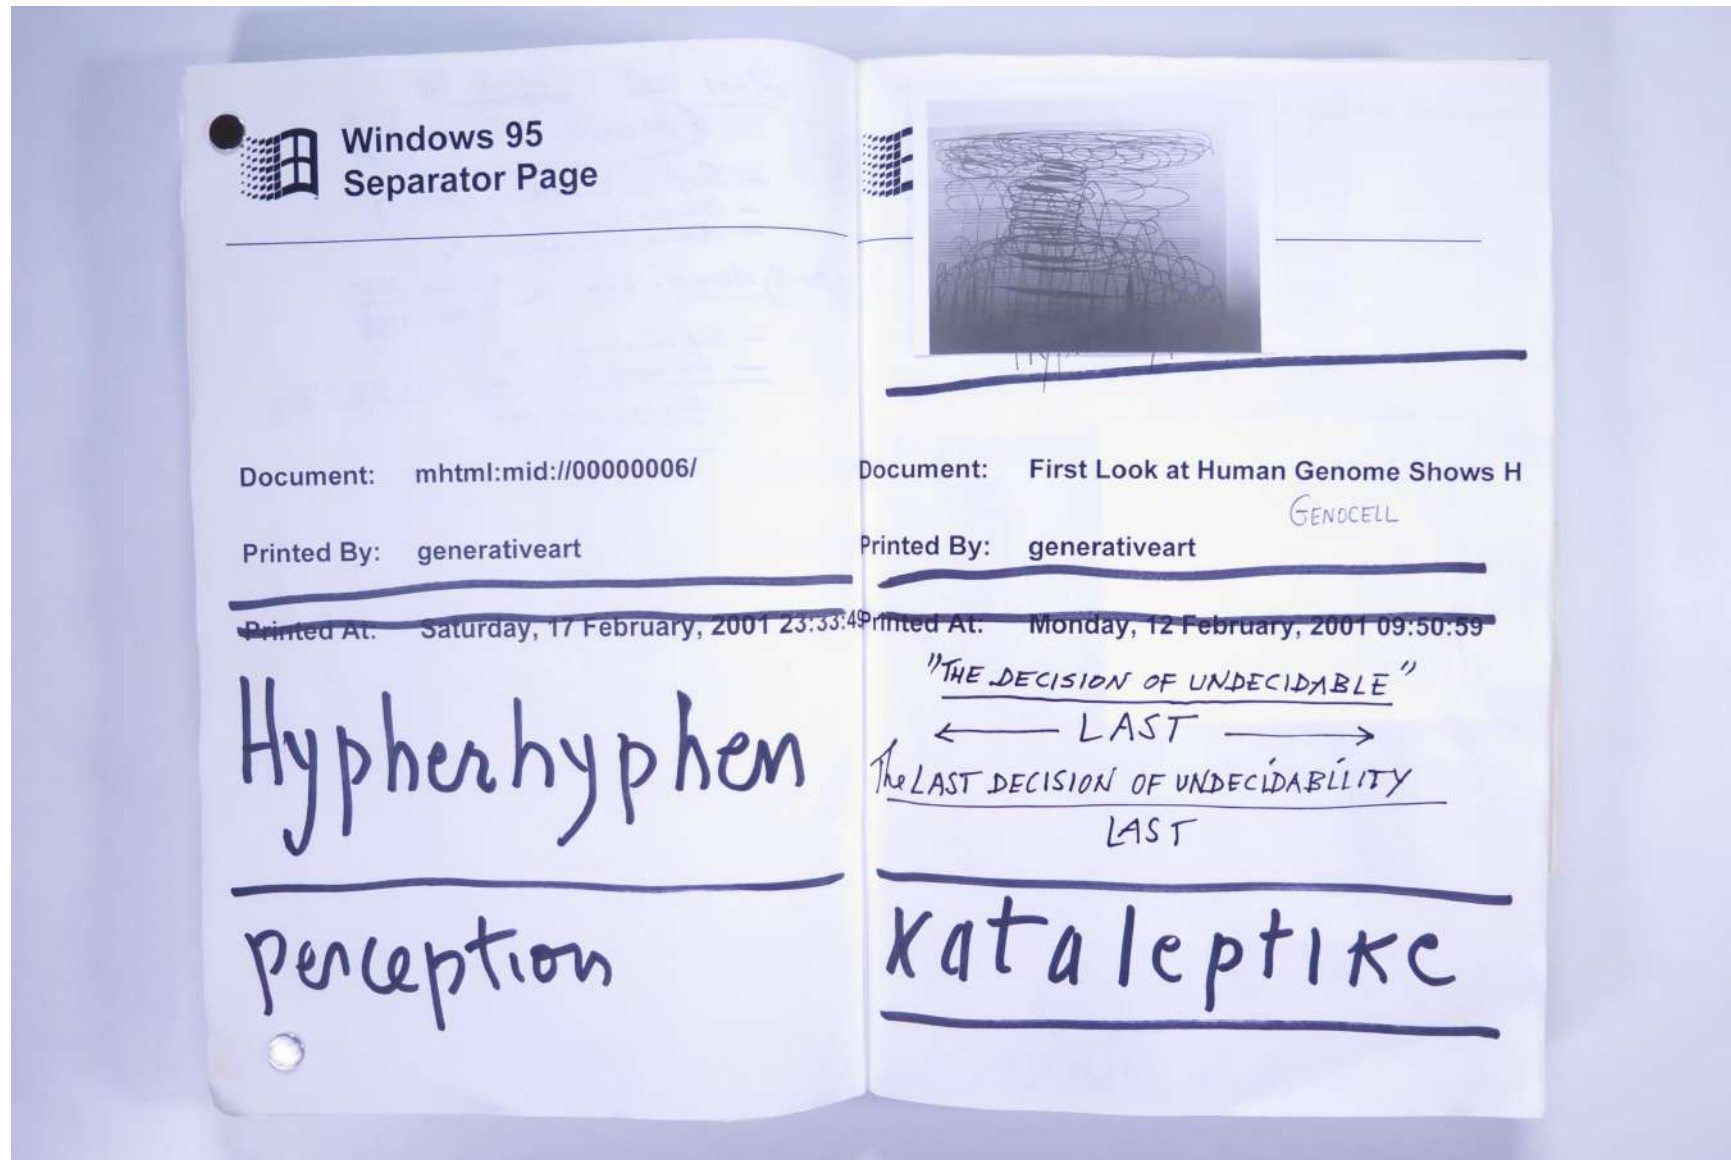 Windows 95
Separator Page
Document: mhtml:mid://00000006/
Printed By: generativeart
Printed At: Saturday, 17 February, 2001 23:33:49
Hypherhyphen
perception
Document: First Look at Human Genome Shows H
GENOCELL
Printed By: generativeart
Printed At: Monday, 12 February, 2001 09:50:59
"THE DECISION OF UNDECIDABLE"
← LAST →
The LAST DECISION OF UNDECIDABILITY
LAST
Kataleptike